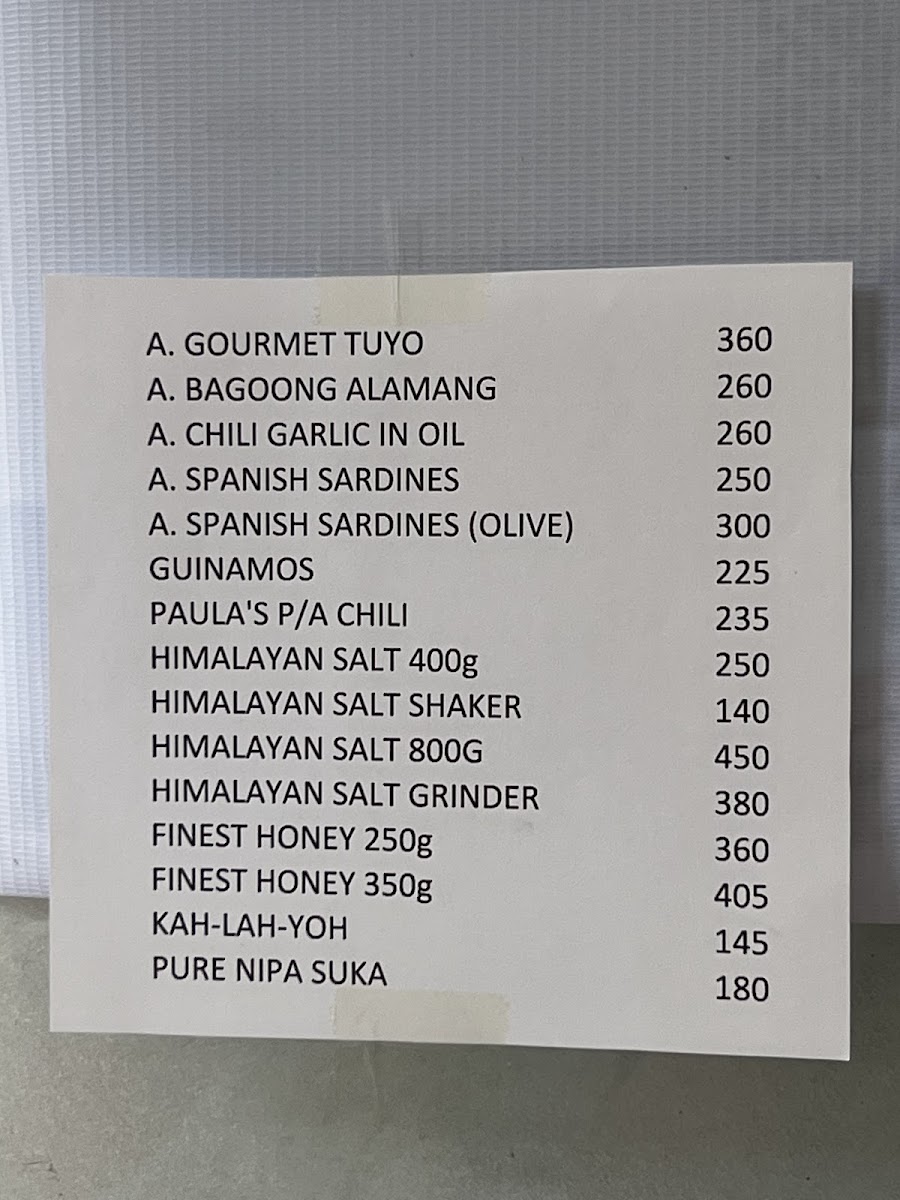 A. GOURMET TUYO 360
A. BAGOONG ALAMANG 260
A. CHILI GARLIC IN OIL 260
A. SPANISH SARDINES 250
A. SPANISH SARDINES (OLIVE) 300
GUINAMOS 225
PAULA'S P/A CHILI 235
HIMALAYAN SALT 400g 250
HIMALAYAN SALT SHAKER 140
HIMALAYAN SALT 800G 450
HIMALAYAN SALT GRINDER 380
FINEST HONEY 250g 360
FINEST HONEY 350g 405
KAH-LAH-YOH 145
PURE NIPA SUKA 180